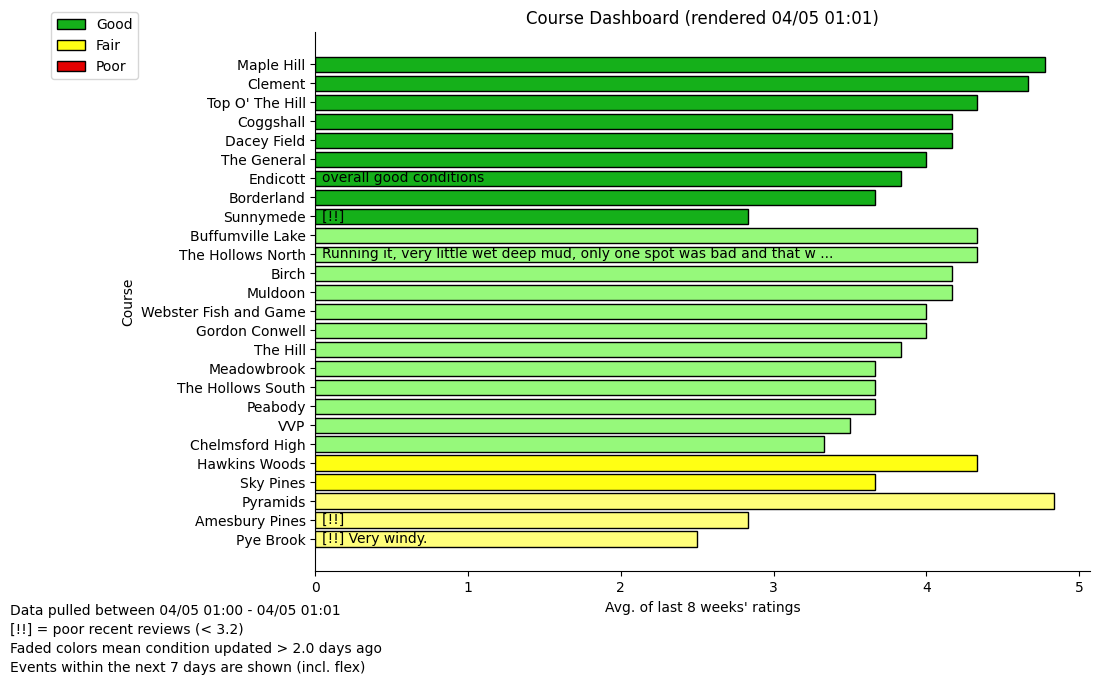 Good
Fair
Poor
Course Dashboard (rendered 04/05 01:01)
Course
Maple Hill
Clement
Top O' The Hill
Coggshall
Dacey Field
The General
Endicott overall good conditions
Borderland
Sunnymede [!!]
Buffumville Lake
The Hollows North Running it, very little wet deep mud, only one spot was bad and that w ...
Birch
Muldoon
Webster Fish and Game
Gordon Conwell
The Hill
Meadowbrook
The Hollows South
Peabody
VVP
Chelmsford High
Hawkins Woods
Sky Pines
Pyramids
Amesbury Pines [!!]
Pye Brook [!!] Very windy.
0 1 2 3 4 5
Avg. of last 8 weeks' ratings
Data pulled between 04/05 01:00 - 04/05 01:01
[!!] = poor recent reviews (< 3.2)
Faded colors mean condition updated > 2.0 days ago
Events within the next 7 days are shown (incl. flex)